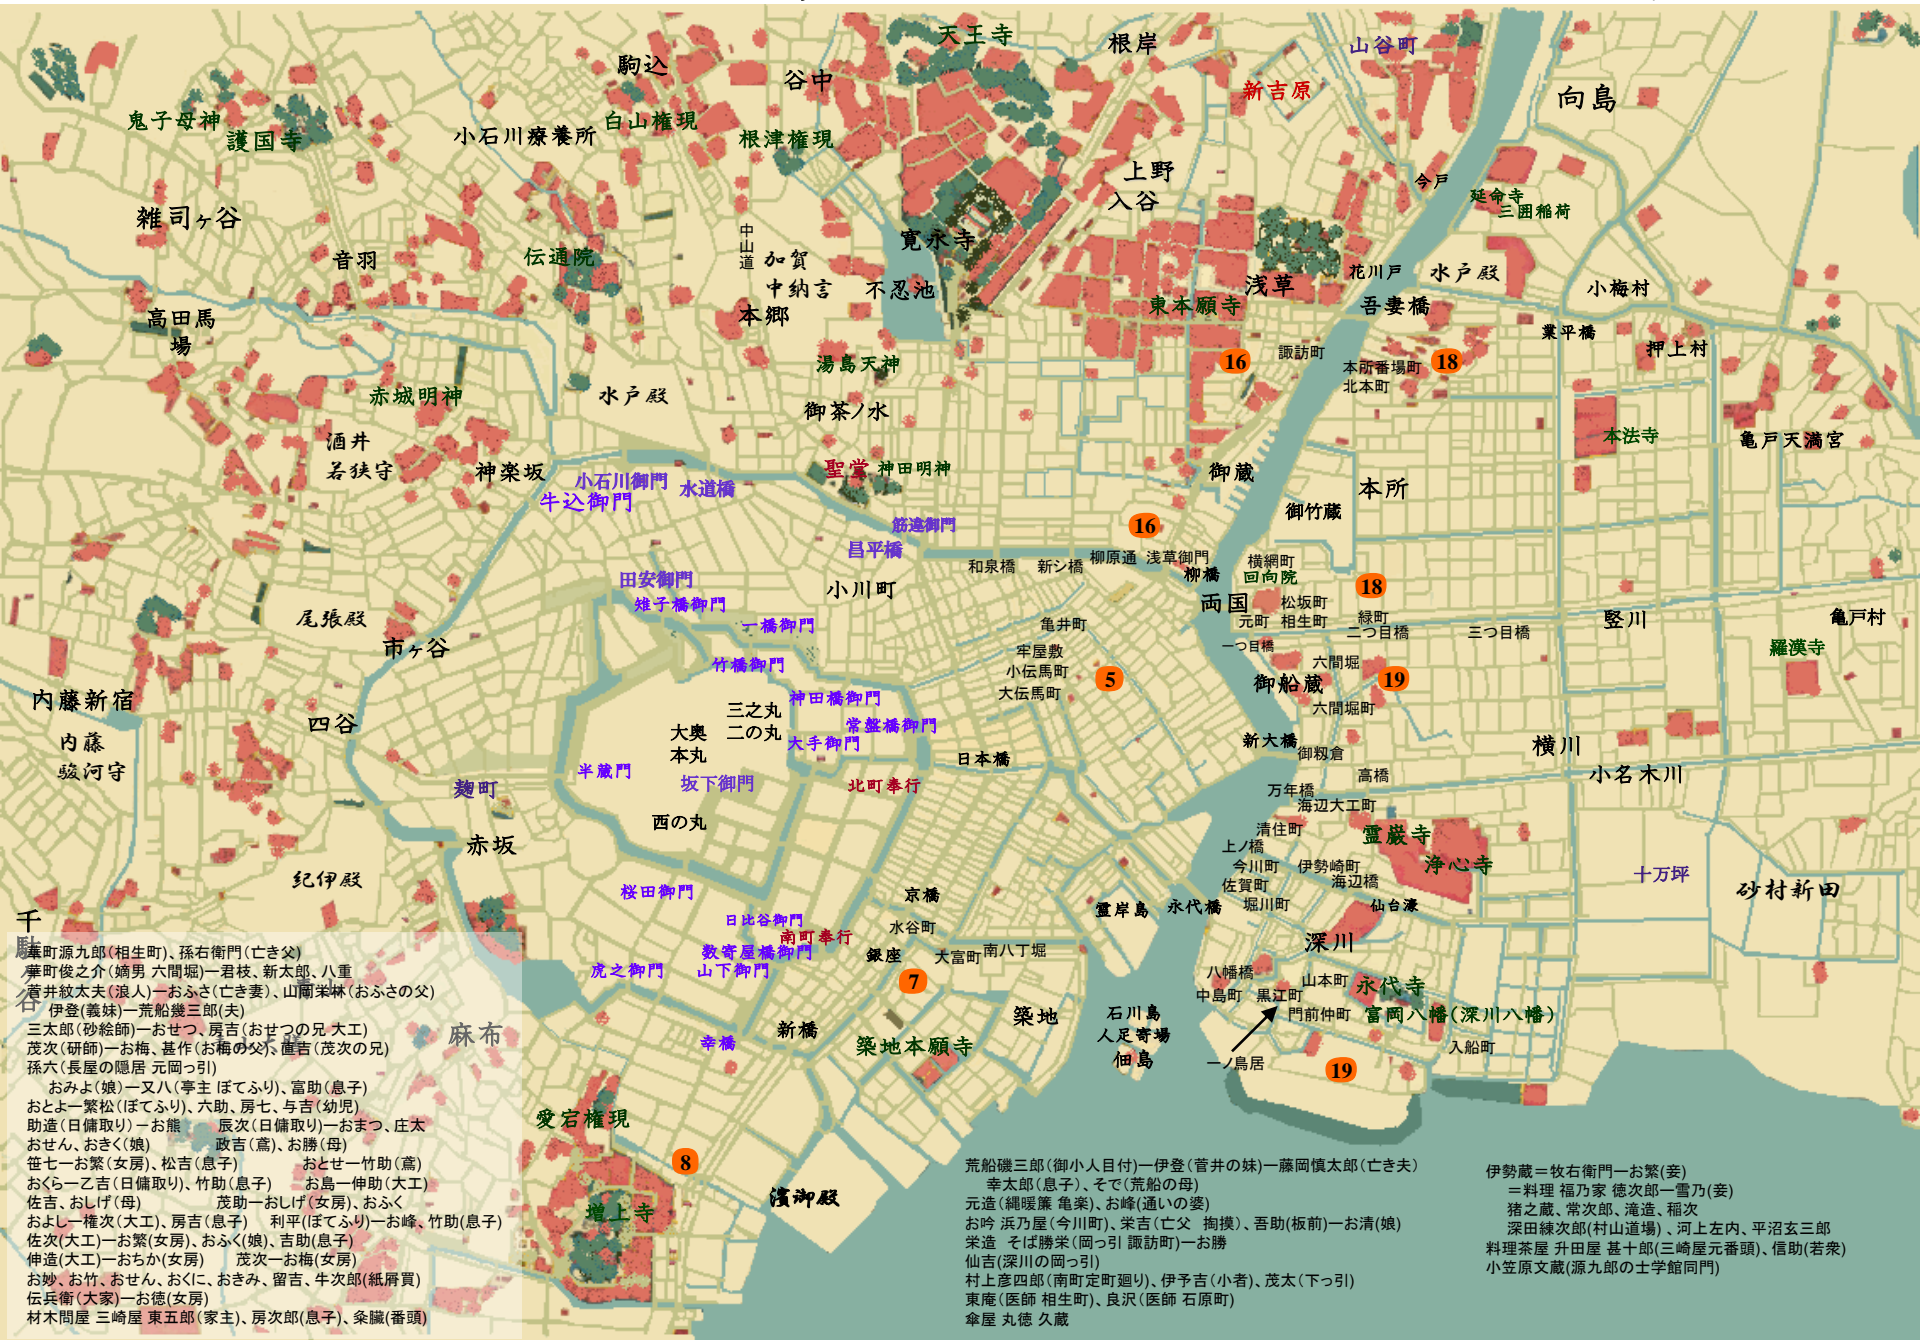 天王寺
根岸
山谷町
駒込
谷中
新吉原
向島
鬼子母神
護国寺
小石川療養所
白山権現
根津権現
上野
入谷
今戸
延命寺
三囲稲荷
雑司ヶ谷
音羽
伝通院
中山道
加賀
中納言
寛永寺
不忍池
本郷
浅草
東本願寺
花川戸
水戸殿
吾妻橋
小梅村
業平橋
押上村
高田馬
場
湯島天神
16
諏訪町
本所番場町
北本町
18
赤城明神
水戸殿
御茶ノ水
本法寺
亀戸天満宮
酒井
若狭守
神楽坂
小石川御門
牛込御門
水道橋
聖堂
神田明神
御蔵
本所
御竹蔵
筋違御門
昌平橋
16
和泉橋
新シ橋
柳原通
浅草御門
柳橋
横網町
回向院
田安御門
雉子橋御門
小川町
両国
松坂町
元町
相生町
18
緑町
二つ目橋
三つ目橋
竪川
亀戸村
羅漢寺
尾張殿
市ヶ谷
一橋御門
竹橋御門
亀井町
牢屋敷
小伝馬町
大伝馬町
5
一つ目橋
六間堀
御船蔵
19
六間堀町
内藤新宿
内藤
駿河守
四谷
神田橋御門
三之丸
二の丸
大奥
本丸
常盤橋御門
大手御門
半蔵門
坂下御門
北町奉行
日本橋
新大橋
御籾倉
高橋
横川
小名木川
麹町
西の丸
万年橋
海辺大工町
赤坂
清住町
霊巌寺
上ノ橋
今川町
伊勢崎町
海辺橋
浄心寺
紀伊殿
桜田御門
京橋
佐賀町
堀川町
仙台濠
十万坪
砂村新田
千
駄
谷
日比谷御門
南町奉行
水谷町
霊岸島
永代橋
深川
数寄屋橋御門
虎之御門
山下御門
銀座
大富町
南八丁堀
7
八幡橋
中島町
黒江町
山本町
永代寺
門前仲町
富岡八幡(深川八幡)
麻布
幸橋
新橋
築地
築地本願寺
石川島
人足寄場
佃島
一ノ鳥居
19
入船町
愛宕権現
8
増上寺
濱御殿
華町源九郎(相生町)、孫右衛門(亡き父)
華町俊之介(嫡男 六間堀)ー君枝、新太郎、八重
菅井紋太夫(浪人)ーおふさ(亡き妻)、山岡栄林(おふさの父)
伊登(義妹)ー荒船幾三郎(夫)
三太郎(砂絵師)ーおせつ、房吉(おせつの兄 大工)
茂次(研師)ーお梅、甚作(お梅の父)、直吉(茂次の兄)
孫六(長屋の隠居 元岡っ引)
おみよ(娘)ー又八(亭主 ぼてふり)、富助(息子)
おとよー繁松(ぼてふり)、六助、房七、与吉(幼児)
助造(日傭取り)ーお熊 辰次(日傭取り)ーおまつ、庄太
おせん、おきく(娘) 政吉(鳶)、お勝(母)
笹七ーお繁(女房)、松吉(息子) おとせー竹助(鳶)
おくらー乙吉(日傭取り)、竹助(息子) お島ー伸助(大工)
佐吉、おしげ(母) 茂助ーおしげ(女房)、おふく
およしー権次(大工)、房吉(息子) 利平(ぼてふり)ーお峰、竹助(息子)
佐次(大工)ーお繁(女房)、おふく(娘)、吉助(息子)
伸造(大工)ーおちか(女房) 茂次ーお梅(女房)
お妙、お竹、おせん、おくに、おきみ、留吉、牛次郎(紙屑買)
伝兵衛(大家)ーお徳(女房)
材木問屋 三崎屋 東五郎(家主)、房次郎(息子)、粂臓(番頭)
荒船磯三郎(御小人目付)ー伊登(菅井の妹)ー藤岡慎太郎(亡き夫)
幸太郎(息子)、そで(荒船の母)
元造(縄暖簾 亀楽)、お峰(通いの婆)
お吟 浜乃屋(今川町)、栄吉(亡父 掏摸)、吾助(板前)ーお清(娘)
栄造 そば勝栄(岡っ引 諏訪町)ーお勝
仙吉(深川の岡っ引)
村上彦四郎(南町定町廻り)、伊予吉(小者)、茂太(下っ引)
東庵(医師 相生町)、良沢(医師 石原町)
傘屋 丸徳 久蔵
伊勢蔵＝牧右衛門ーお繁(妾)
＝料理 福乃家 徳次郎ー雪乃(妾)
猪之蔵、常次郎、滝造、稲次
深田練次郎(村山道場)、河上左内、平沼玄三郎
料理茶屋 升田屋 甚十郎(三崎屋元番頭)、信助(若衆)
小笠原文蔵(源九郎の士学館同門)